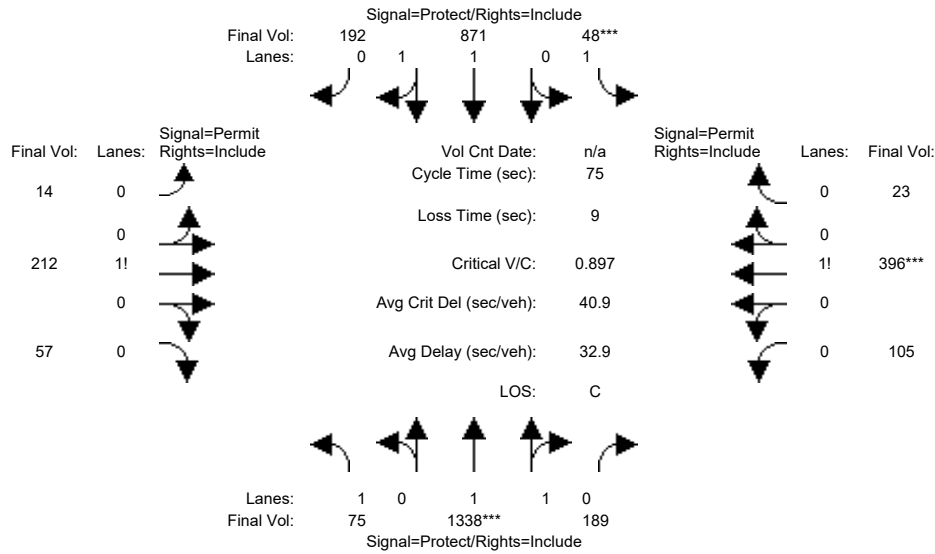 Signal=Protect/Rights=Include
Final Vol: 192 871 48***
Lanes: 0 1 1 0 1
Signal=Permit
Final Vol: Lanes: Rights=Include
Vol Cnt Date: n/a
Signal=Permit
Rights=Include Lanes: Final Vol:
Cycle Time (sec): 75
14 0
0 23
Loss Time (sec): 9
0
0
212 1!
Critical V/C: 0.897
1! 396***
0
Avg Crit Del (sec/veh): 40.9
0
57 0
Avg Delay (sec/veh): 32.9
0 105
LOS: C
Lanes: 1 0 1 1 0
Final Vol: 75 1338*** 189
Signal=Protect/Rights=Include